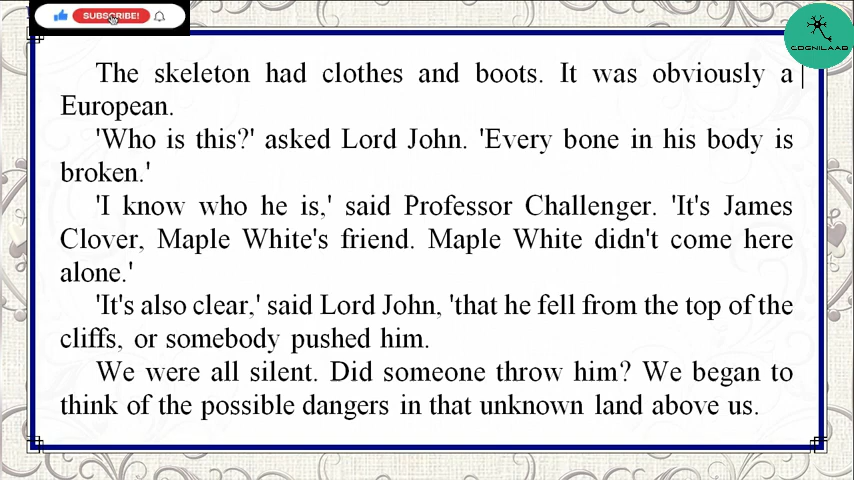 SUBSCRIBE!
COGNILAAB
The skeleton had clothes and boots. It was obviously a
European.
'Who is this?' asked Lord John. 'Every bone in his body is
broken.'
'I know who he is,' said Professor Challenger. 'It's James
Clover, Maple White's friend. Maple White didn't come here
alone.'
'It's also clear,' said Lord John, 'that he fell from the top of the
cliffs, or somebody pushed him.
We were all silent. Did someone throw him? We began to
think of the possible dangers in that unknown land above us.